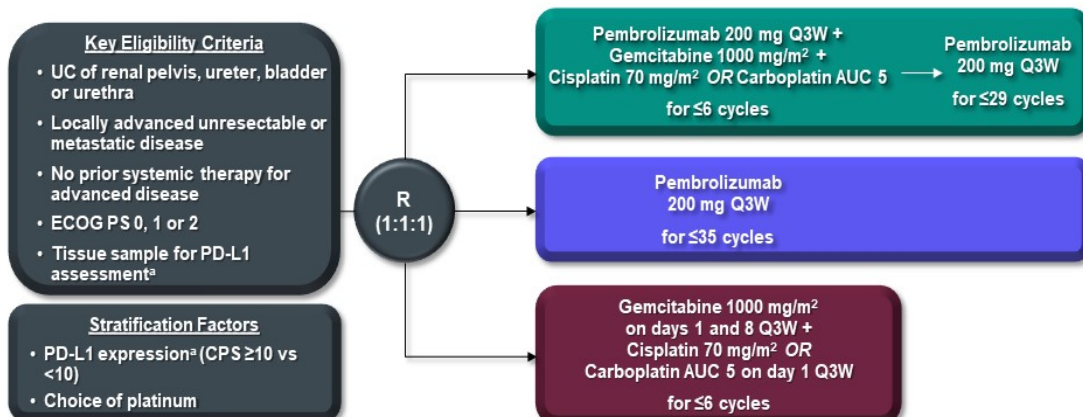 Key Eligibility Criteria
• UC of renal pelvis, ureter, bladder
or urethra
• Locally advanced unresectable or
metastatic disease
• No prior systemic therapy for
advanced disease
• ECOG PS 0, 1 or 2
• Tissue sample for PD-L1
assessmentᵃ
Stratification Factors
• PD-L1 expressionᵃ (CPS ≥10 vs
<10)
• Choice of platinum
R
(1:1:1)
Pembrolizumab 200 mg Q3W +
Gemcitabine 1000 mg/m² +
Cisplatin 70 mg/m² OR Carboplatin AUC 5
for ≤6 cycles
Pembrolizumab
200 mg Q3W
for ≤29 cycles
Pembrolizumab
200 mg Q3W
for ≤35 cycles
Gemcitabine 1000 mg/m²
on days 1 and 8 Q3W +
Cisplatin 70 mg/m² OR
Carboplatin AUC 5 on day 1 Q3W
for ≤6 cycles